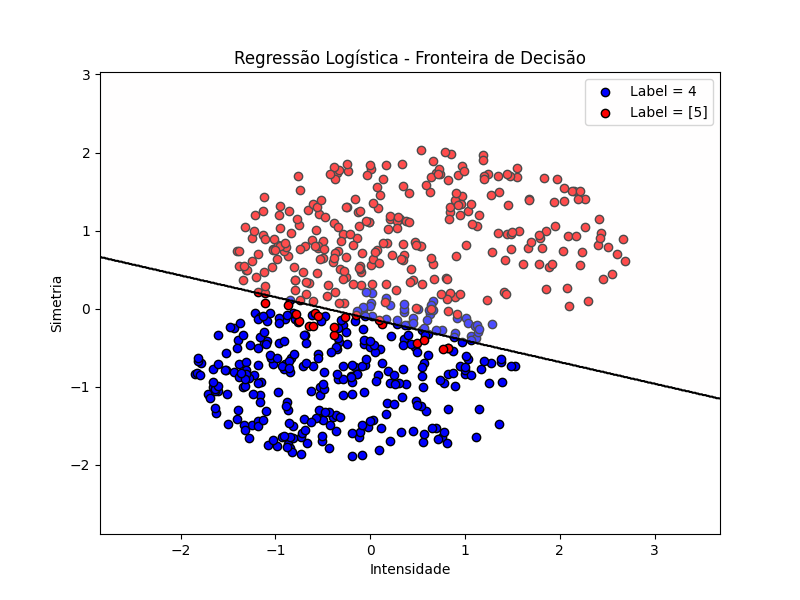 Regressão Logística - Fronteira de Decisão
Label = 4
Label = [5]
3
2
1
0
−1
−2
Simetria
−2 −1 0 1 2 3
Intensidade